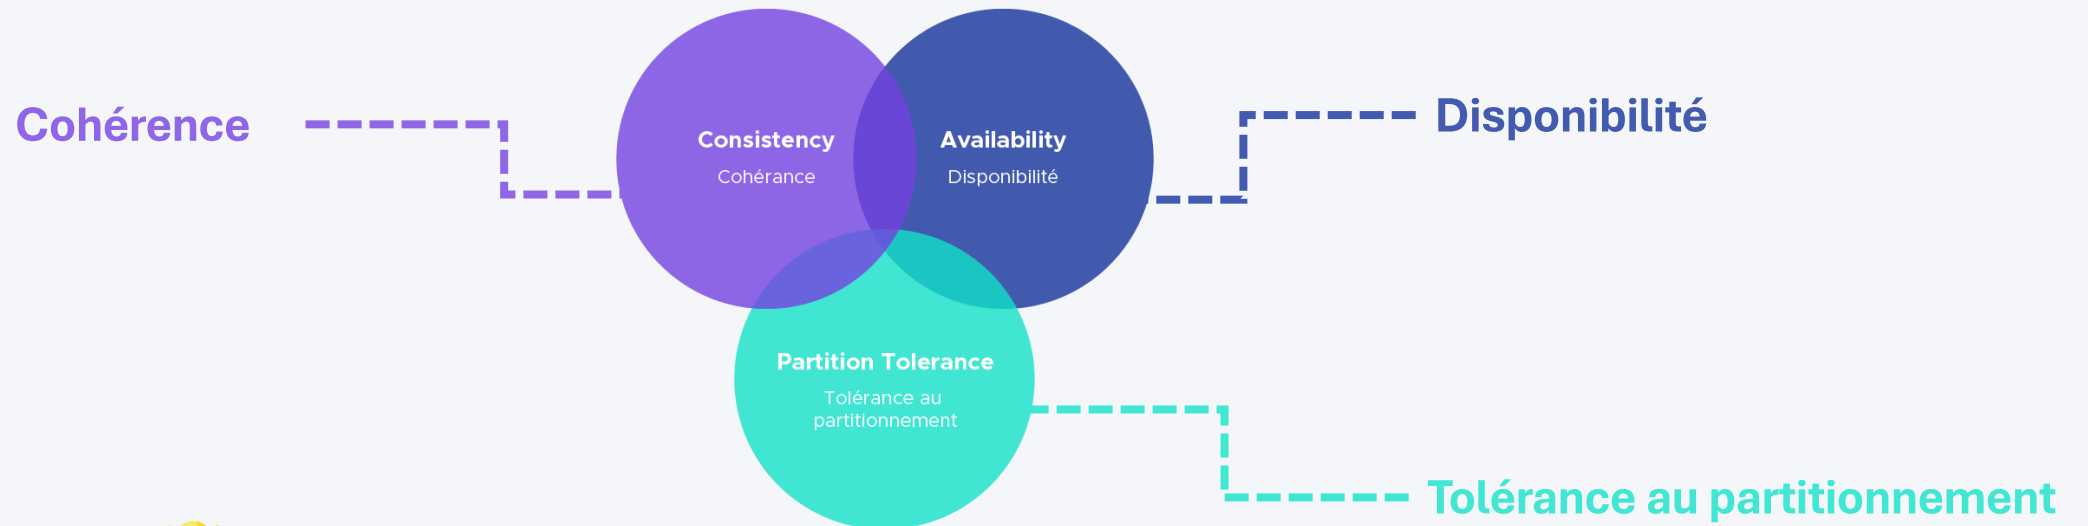 Cohérence
Consistency
Cohérance
Availability
Disponibilité
Disponibilité
Partition Tolerance
Tolérance au
partitionnement
Tolérance au partitionnement